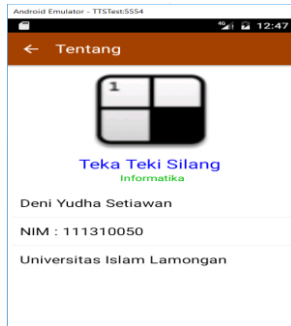 Android Emulator - TTSTest:5554
4G 12:47
← Tentang
1
Teka Teki Silang
Informatika
Deni Yudha Setiawan
NIM : 111310050
Universitas Islam Lamongan